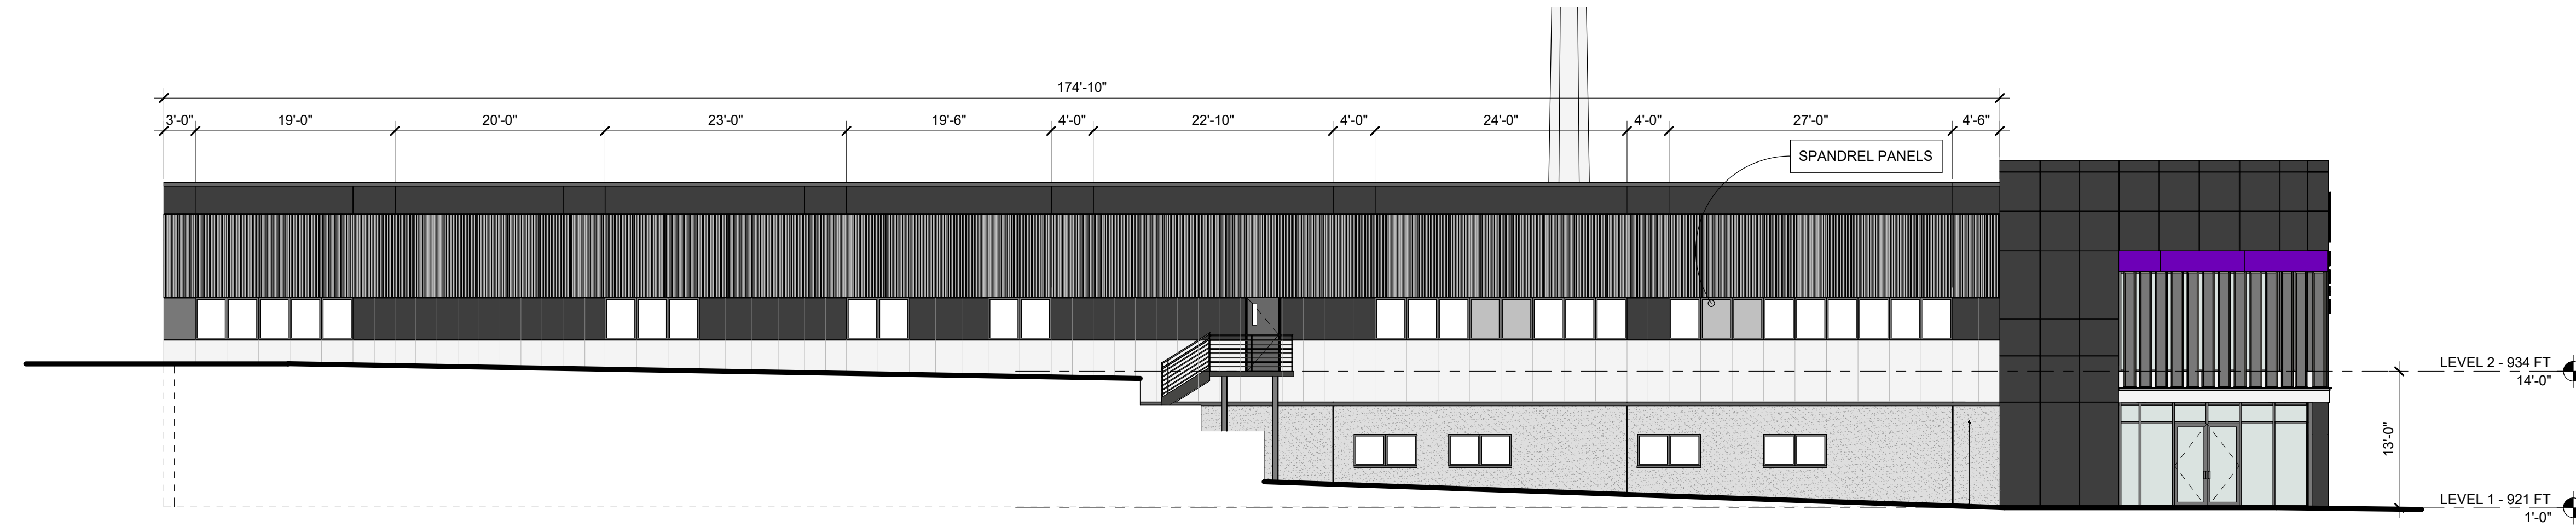 174'-10"
3'-0" 19'-0" 20'-0" 23'-0" 19'-6" 4'-0" 22'-10" 4'-0" 24'-0" 4'-0" 27'-0" 4'-6"
SPANDREL PANELS
LEVEL 2 - 934 FT
14'-0"
13'-0"
LEVEL 1 - 921 FT
1'-0"